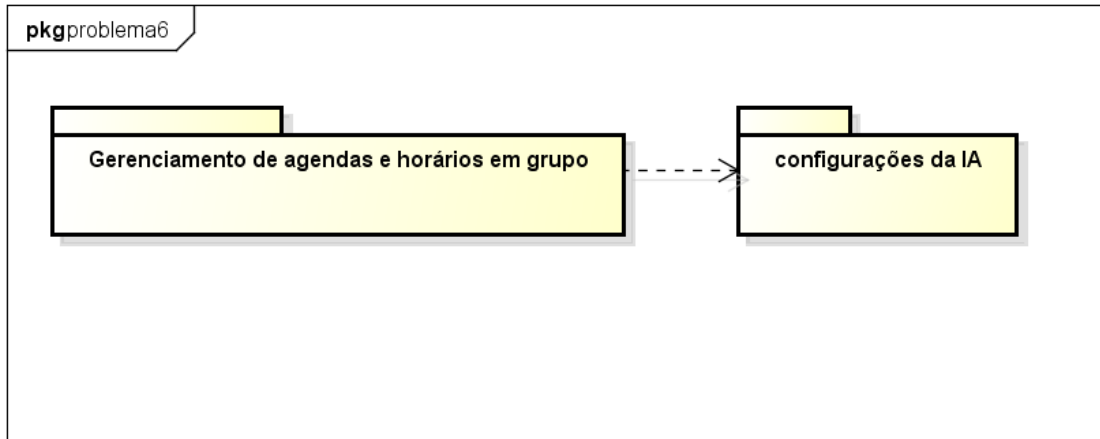 pkgproblema6
Gerenciamento de agendas e horários em grupo
configurações da IA